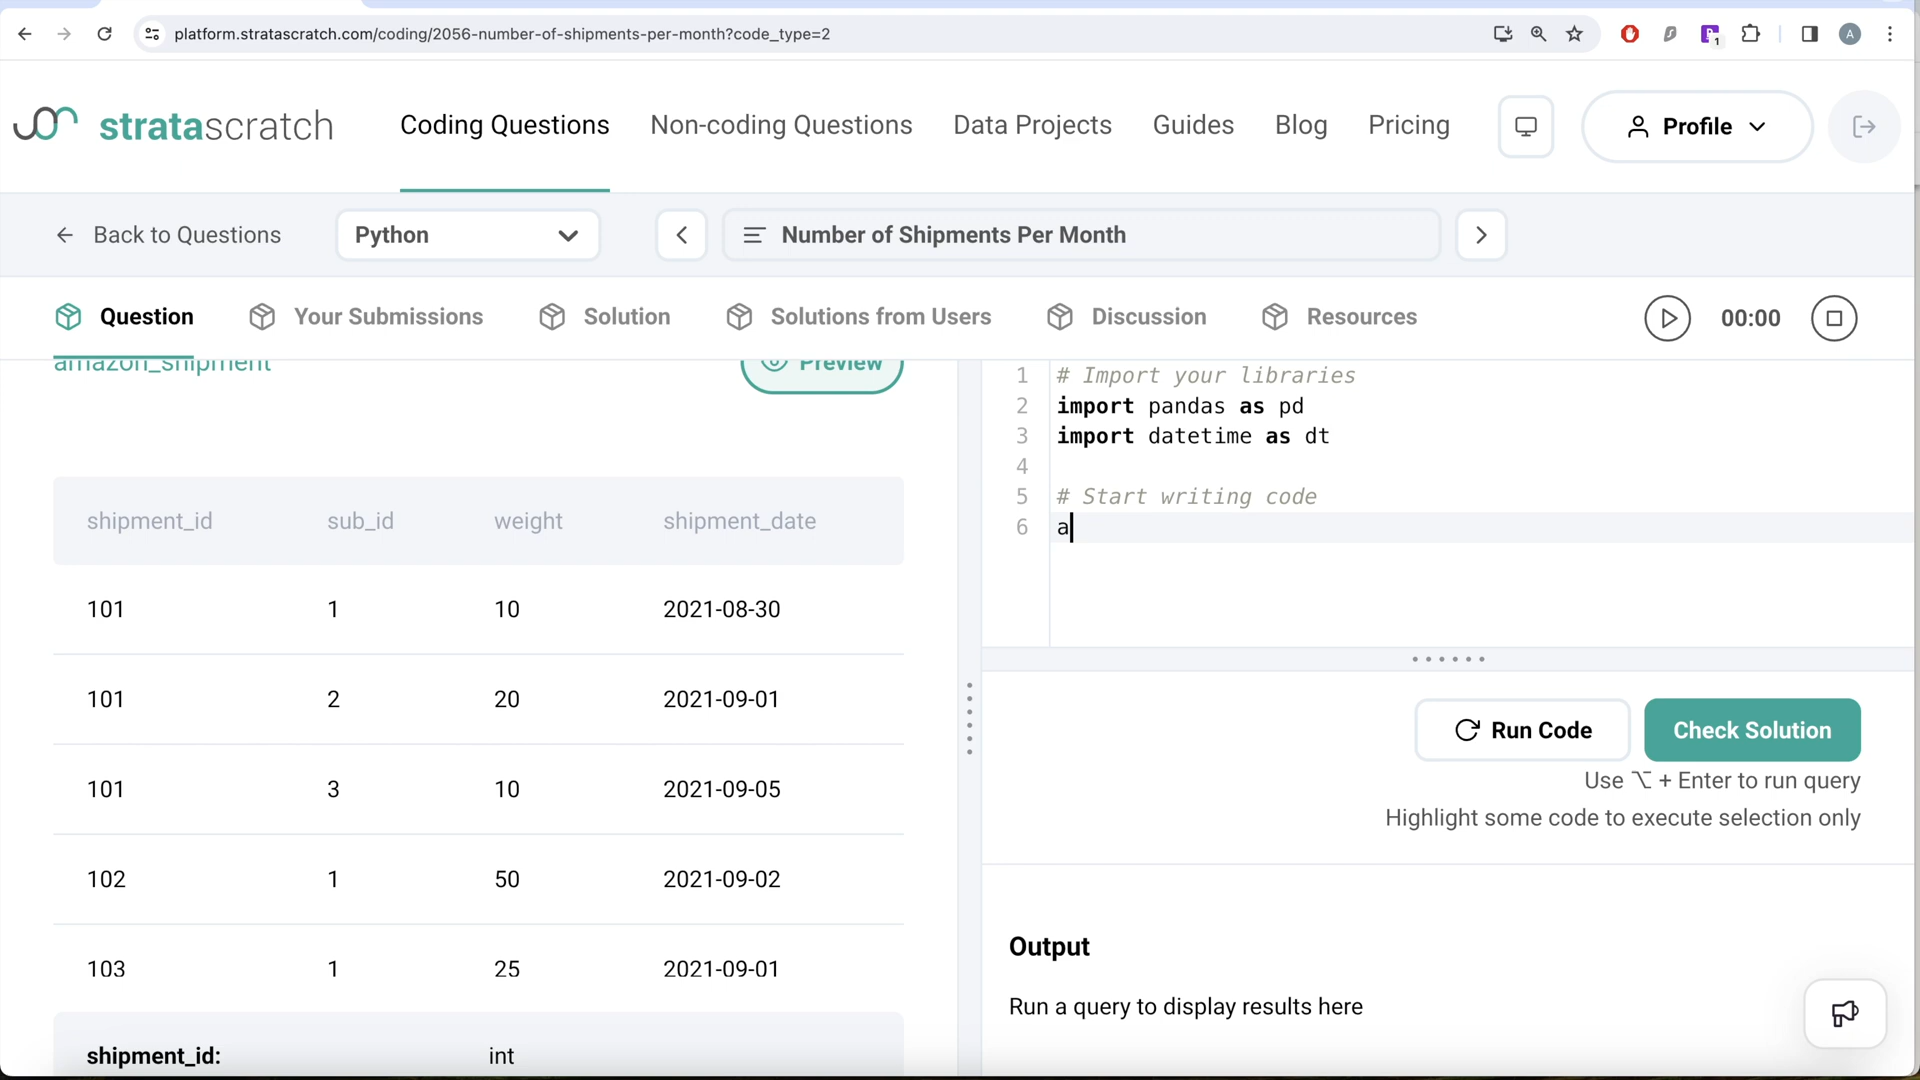 platform.stratascratch.com/coding/2056-number-of-shipments-per-month?code_type=2
1
A
stratascratch
Coding Questions
Non-coding Questions
Data Projects
Guides
Blog
Pricing
Profile
Back to Questions
Python
Number of Shipments Per Month
Question
Your Submissions
Solution
Solutions from Users
Discussion
Resources
00:00
amazon_shipment
Preview
shipment_id sub_id weight shipment_date
101 1 10 2021-08-30
101 2 20 2021-09-01
101 3 10 2021-09-05
102 1 50 2021-09-02
103 1 25 2021-09-01
shipment_id: int
1 # Import your libraries
2 import pandas as pd
3 import datetime as dt
4
5 # Start writing code
6 a
Run Code
Check Solution
Use ⌥ + Enter to run query
Highlight some code to execute selection only
Output
Run a query to display results here